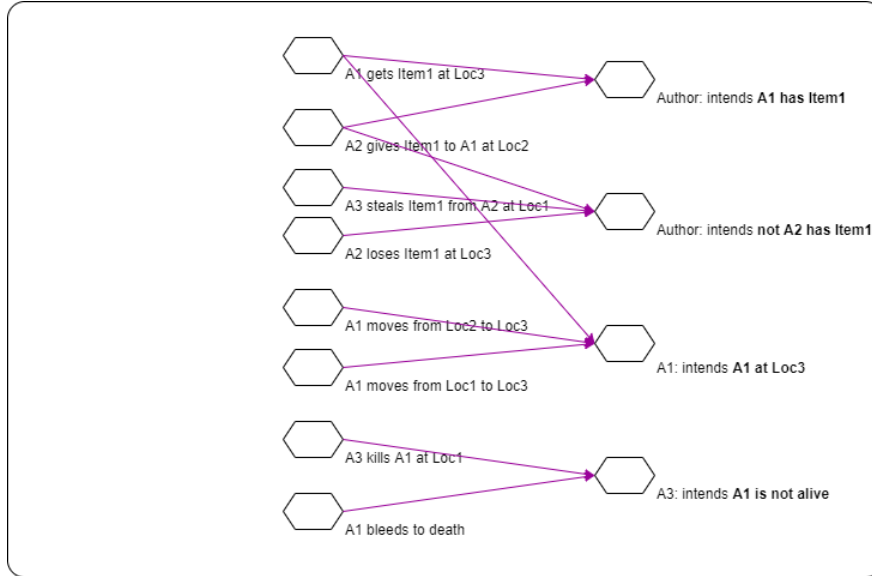 A1 gets Item1 at Loc3
Author: intends A1 has Item1
A2 gives Item1 to A1 at Loc2
A3 steals Item1 from A2 at Loc1
Author: intends not A2 has Item1
A2 loses Item1 at Loc3
A1 moves from Loc2 to Loc3
A1: intends A1 at Loc3
A1 moves from Loc1 to Loc3
A3 kills A1 at Loc1
A3: intends A1 is not alive
A1 bleeds to death